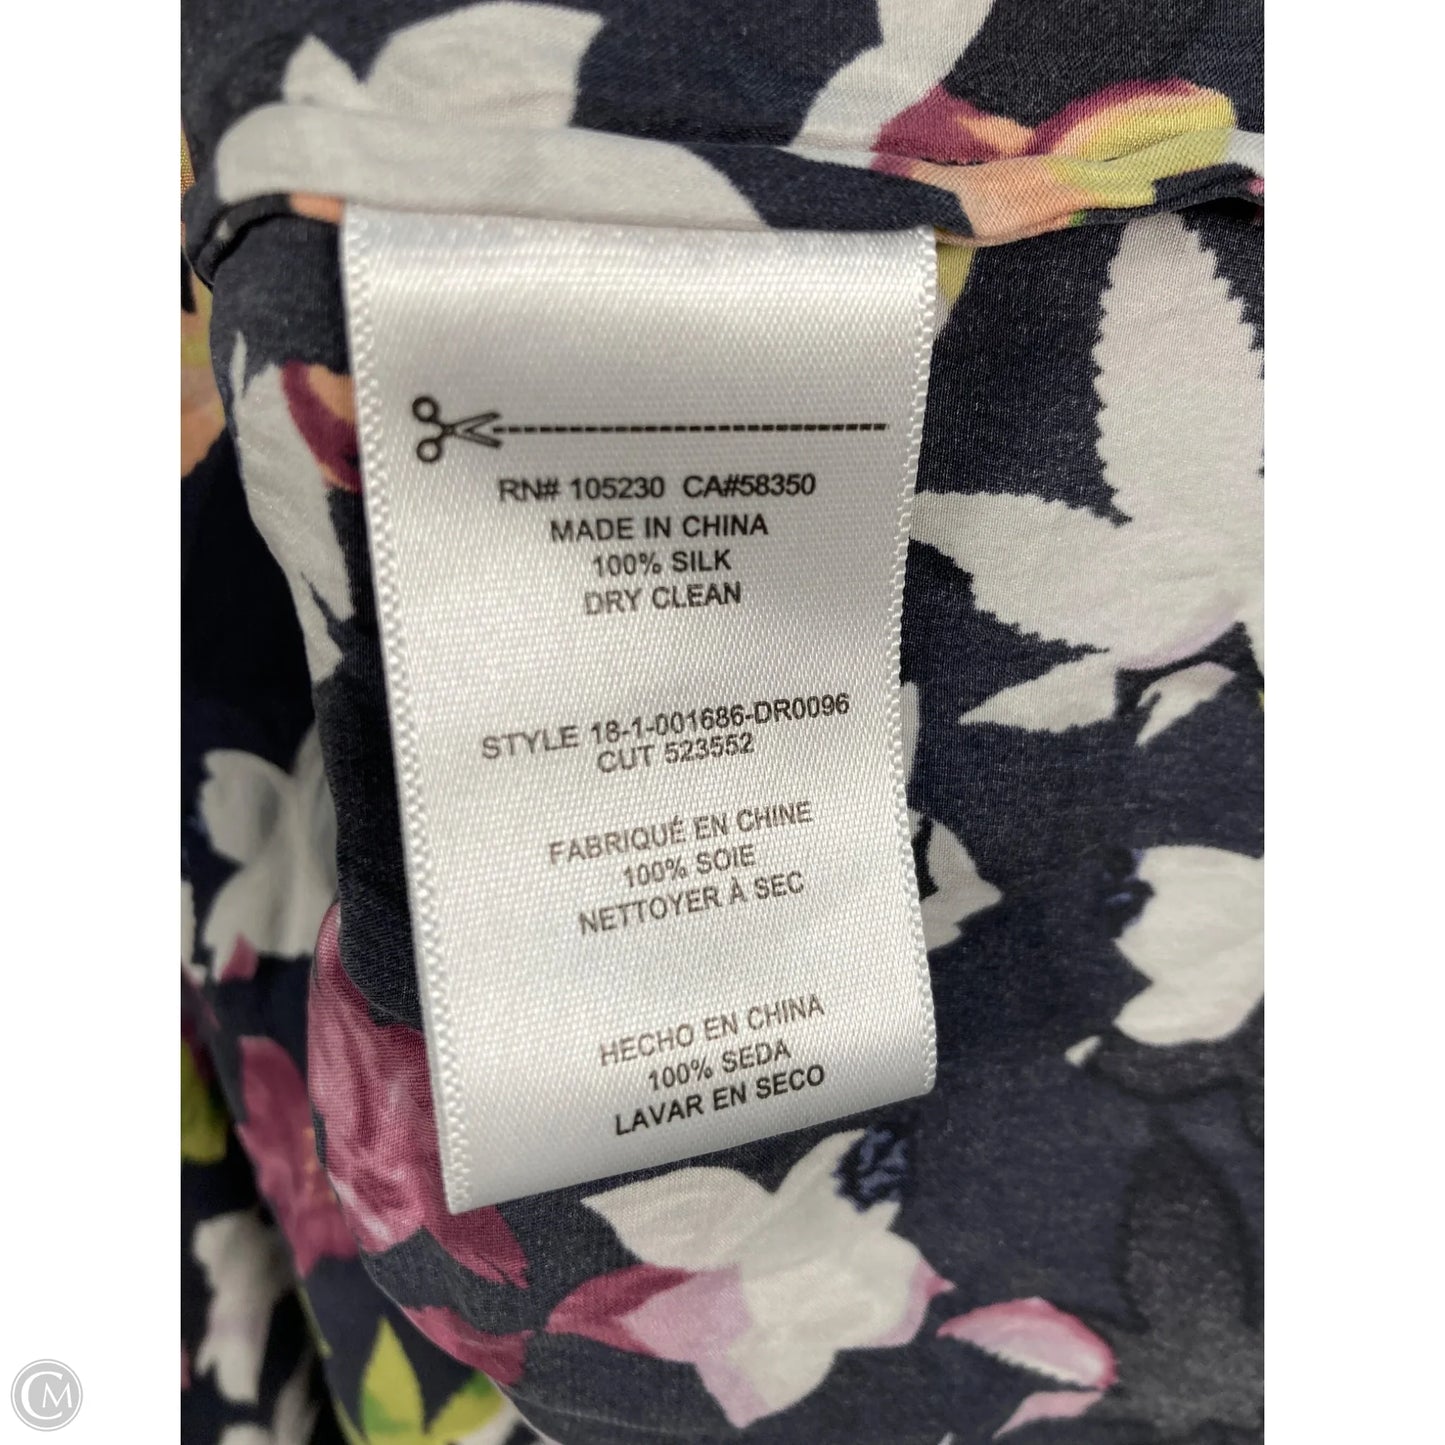 RN# 105230 CA#58350
MADE IN CHINA
100% SILK
DRY CLEAN
STYLE 18-1-001686-DR0096
CUT 523552
FABRIQUÉ EN CHINE
100% SOIE
NETTOYER À SEC
HECHO EN CHINA
100% SEDA
LAVAR EN SECO
CM